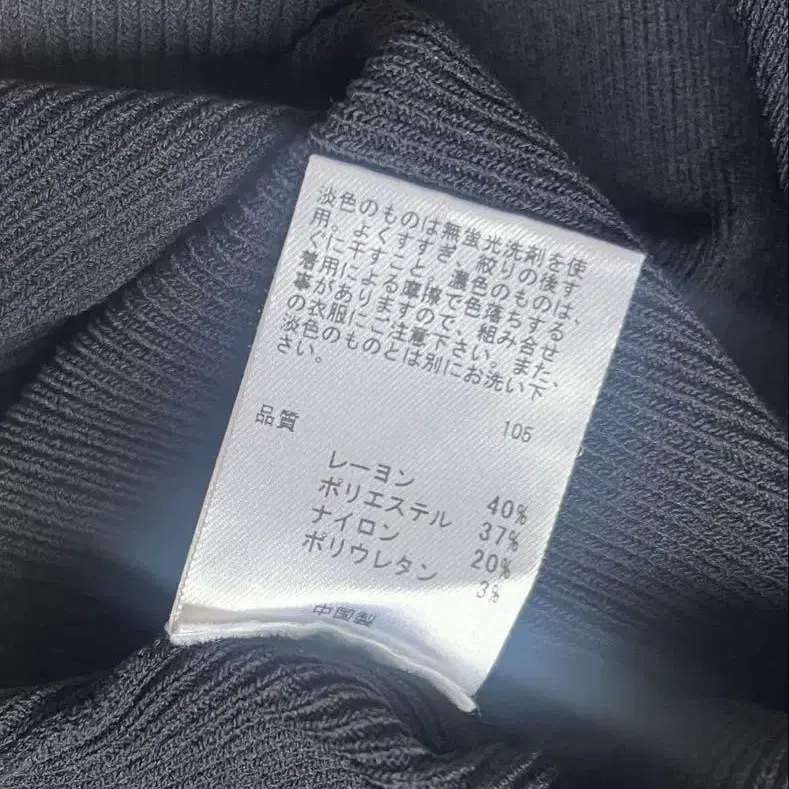 淡色のものは無蛍光洗剤を使
用。よくすすぎ、絞りの後す
ぐに干すこと。濃色のものは、
着用による摩擦で色落ちする
事がありますので、組み合せ
の衣服にご注意下さい。また、
淡色のものとは別にお洗い下
さい。
品質 105
レーヨン 40%
ポリエステル 37%
ナイロン 20%
ポリウレタン 3%
中国製